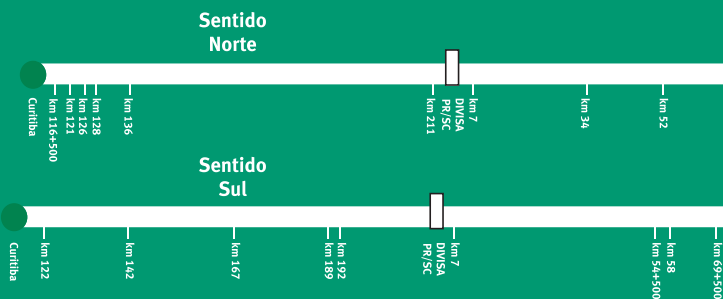 Sentido
Norte
Curitiba
km 116+500
km 121
km 126
km 128
km 136
km 211
DIVISA
PR/SC
km 7
km 34
km 52
Sentido
Sul
Curitiba
km 122
km 142
km 167
km 189
km 192
DIVISA
PR/SC
km 7
km 54+500
km 58
km 69+500